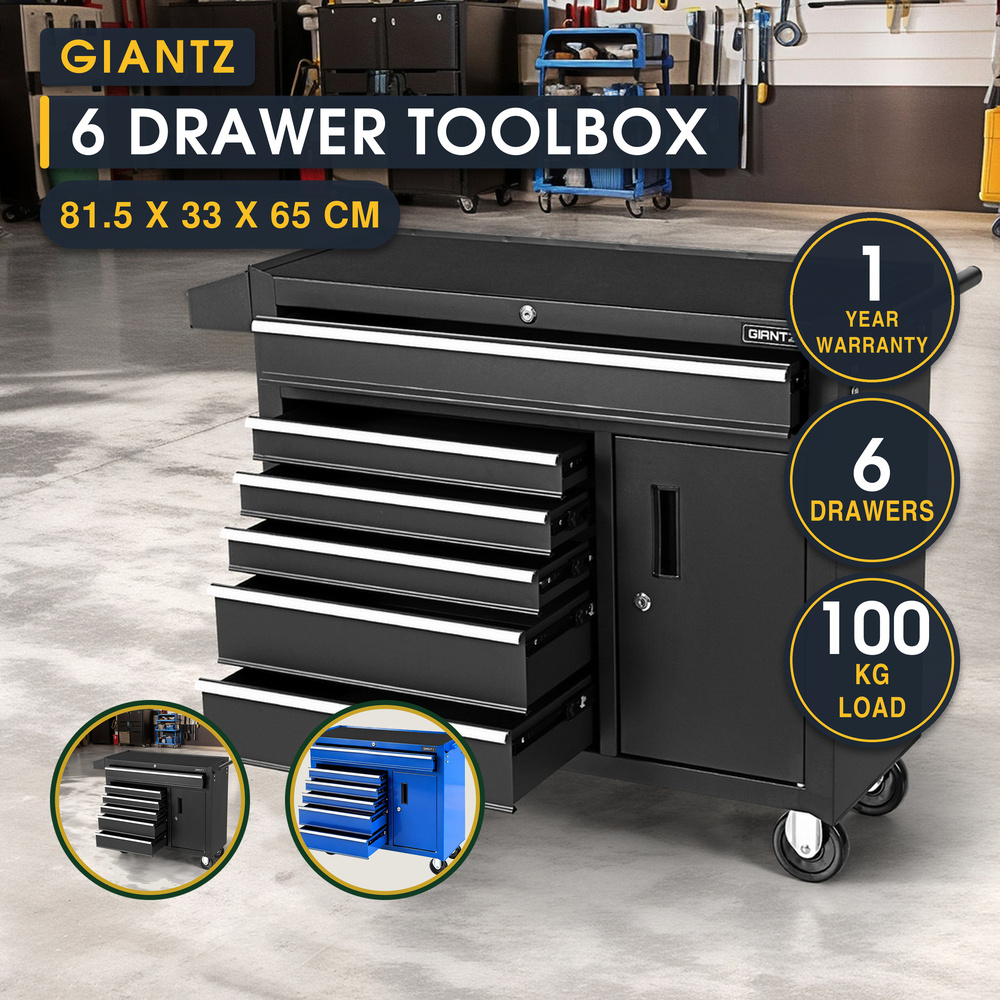 GIANTZ
6 DRAWER TOOLBOX
81.5 X 33 X 65 CM
1
YEAR
WARRANTY
GIANTZ
6
DRAWERS
100
KG
LOAD